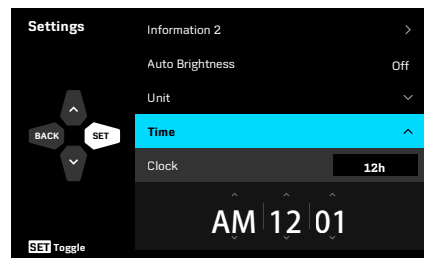 Settings
Information 2
Auto Brightness Off
Unit
BACK SET
Time
Clock 12h
AM 12 01
SET Toggle